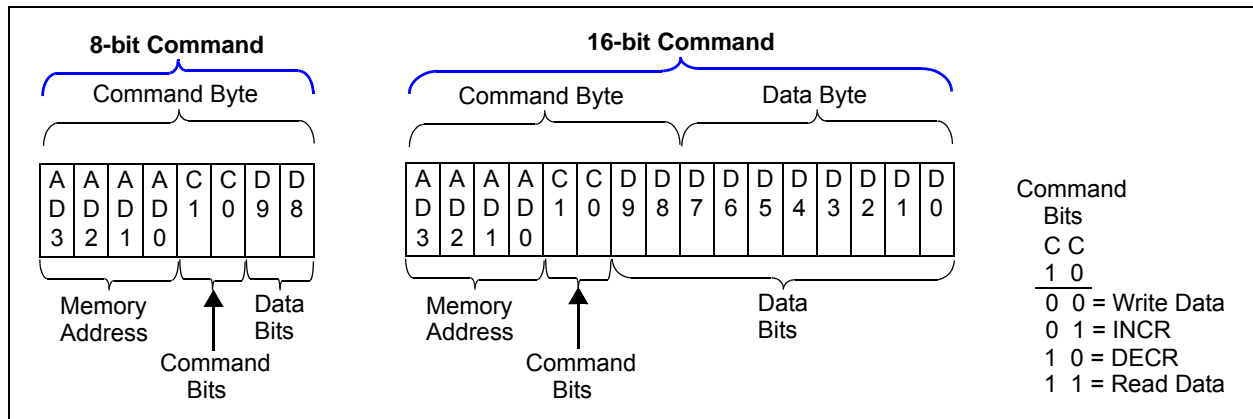 8-bit Command
Command Byte
A A A A C C D D
D D D D 1 0 9 8
3 2 1 0
Memory
Address
Command
Bits
Data
Bits
16-bit Command
Command Byte
Data Byte
A A A A C C D D D D D D D D D D
D D D D 1 0 9 8 7 6 5 4 3 2 1 0
3 2 1 0
Memory
Address
Command
Bits
Data
Bits
Command
Bits
C C
1 0
0 0 = Write Data
0 1 = INCR
1 0 = DECR
1 1 = Read Data